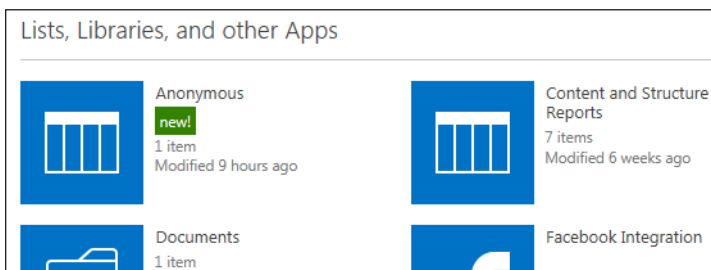 Lists, Libraries, and other Apps
Anonymous
new!
1 item
Modified 9 hours ago
Content and Structure
Reports
7 items
Modified 6 weeks ago
Documents
1 item
Facebook Integration